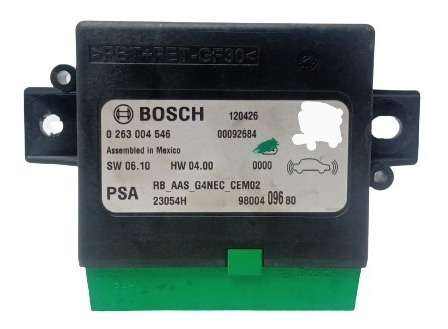 >PBT+PET-GF30<
BOSCH 120426
0 263 004 546 00092684
Assembled in Mexico
SW 06.10 HW 04.00 0000
PSA RB_AAS_G4NEC_CEM02
23054H 98004 096 80
BOSCH